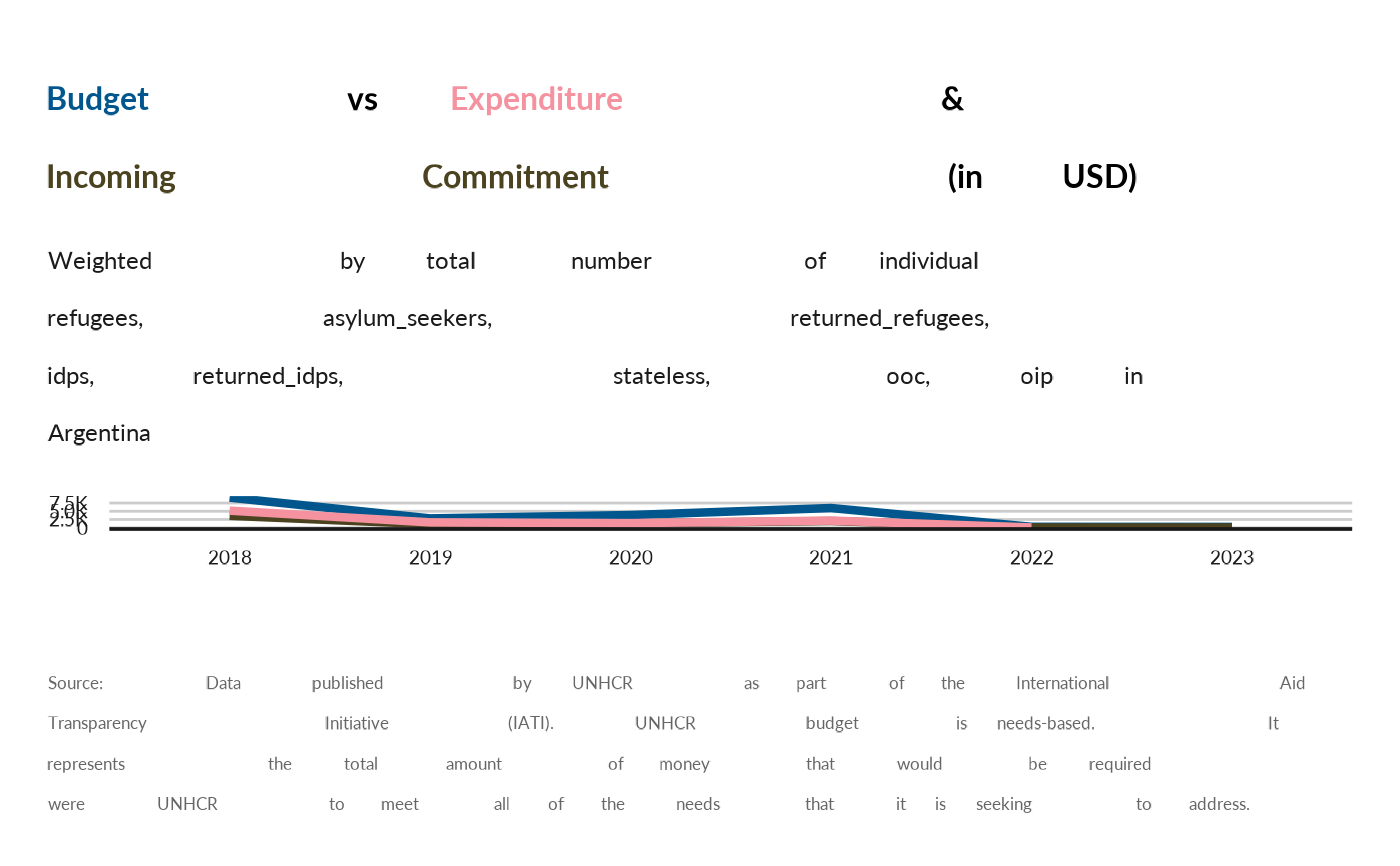 Budget vs Expenditure &
Incoming Commitment (in USD)
Weighted by total number of individual
refugees, asylum_seekers, returned_refugees,
idps, returned_idps, stateless, ooc, oip in
Argentina
7.5K
5.0K
2.5K
0
2018 2019 2020 2021 2022 2023
Source: Data published by UNHCR as part of the International Aid
Transparency Initiative (IATI). UNHCR budget is needs-based. It
represents the total amount of money that would be required
were UNHCR to meet all of the needs that it is seeking to address.